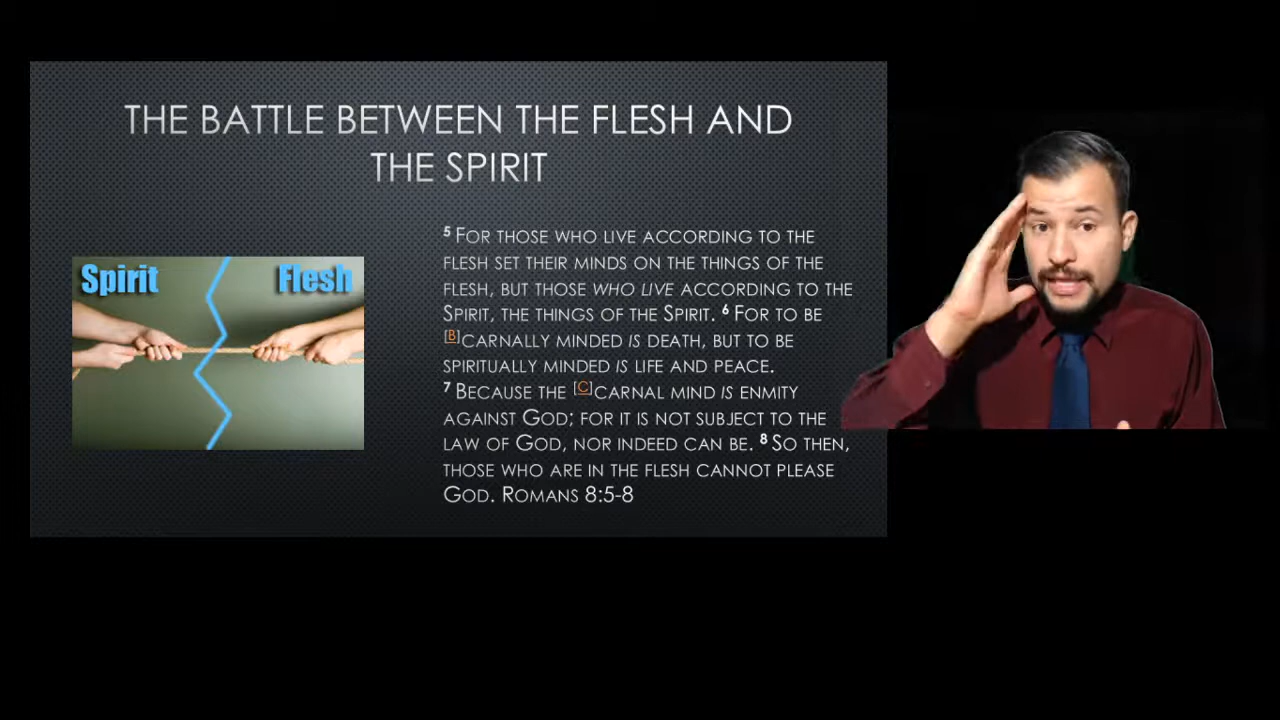 THE BATTLE BETWEEN THE FLESH AND
THE SPIRIT
Spirit
Flesh
5 FOR THOSE WHO LIVE ACCORDING TO THE
FLESH SET THEIR MINDS ON THE THINGS OF THE
FLESH, BUT THOSE WHO LIVE ACCORDING TO THE
SPIRIT, THE THINGS OF THE SPIRIT. 6 FOR TO BE
[B]CARNALLY MINDED IS DEATH, BUT TO BE
SPIRITUALLY MINDED IS LIFE AND PEACE.
7 BECAUSE THE [C]CARNAL MIND IS ENMITY
AGAINST GOD; FOR IT IS NOT SUBJECT TO THE
LAW OF GOD, NOR INDEED CAN BE. 8 SO THEN,
THOSE WHO ARE IN THE FLESH CANNOT PLEASE
GOD. ROMANS 8:5-8